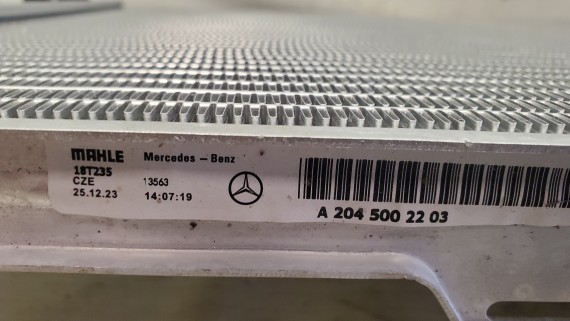 MAHLE Mercedes - Benz
18T235
CZE 13563
25.12.23 14:07:19
A 204 500 22 03